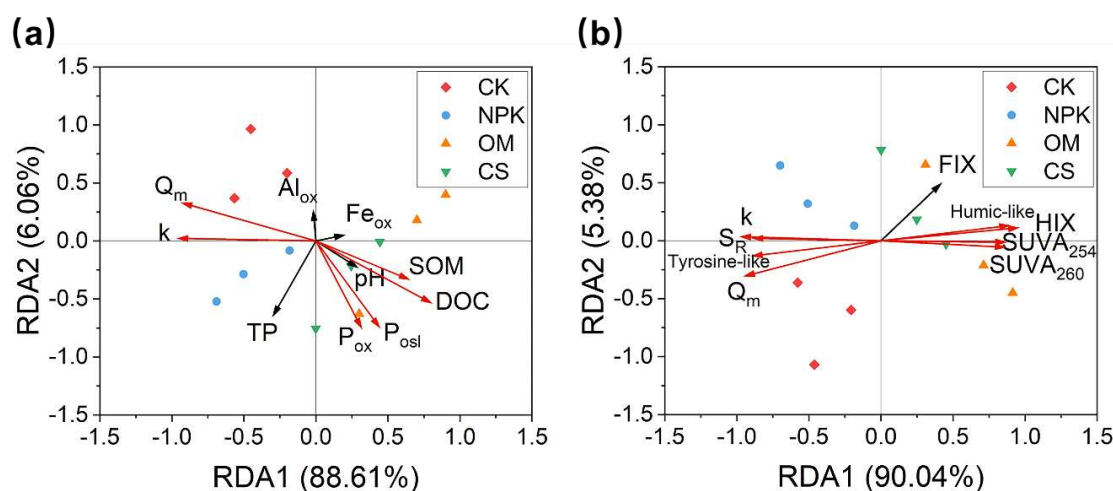 (a)
RDA2 (6.06%)
1.5
1.0
0.5
0.0
-0.5
-1.0
-1.5
CK
NPK
OM
CS
Qm
k
Alox
Feox
pH
SOM
DOC
TP
Pox
Posl
-1.5 -1.0 -0.5 0.0 0.5 1.0 1.5
RDA1 (88.61%)
(b)
RDA2 (5.38%)
1.5
1.0
0.5
0.0
-0.5
-1.0
-1.5
CK
NPK
OM
CS
FIX
Humic-like
HIX
k
SR
SUVA254
Tyrosine-like
SUVA260
Qm
-1.5 -1.0 -0.5 0.0 0.5 1.0 1.5
RDA1 (90.04%)